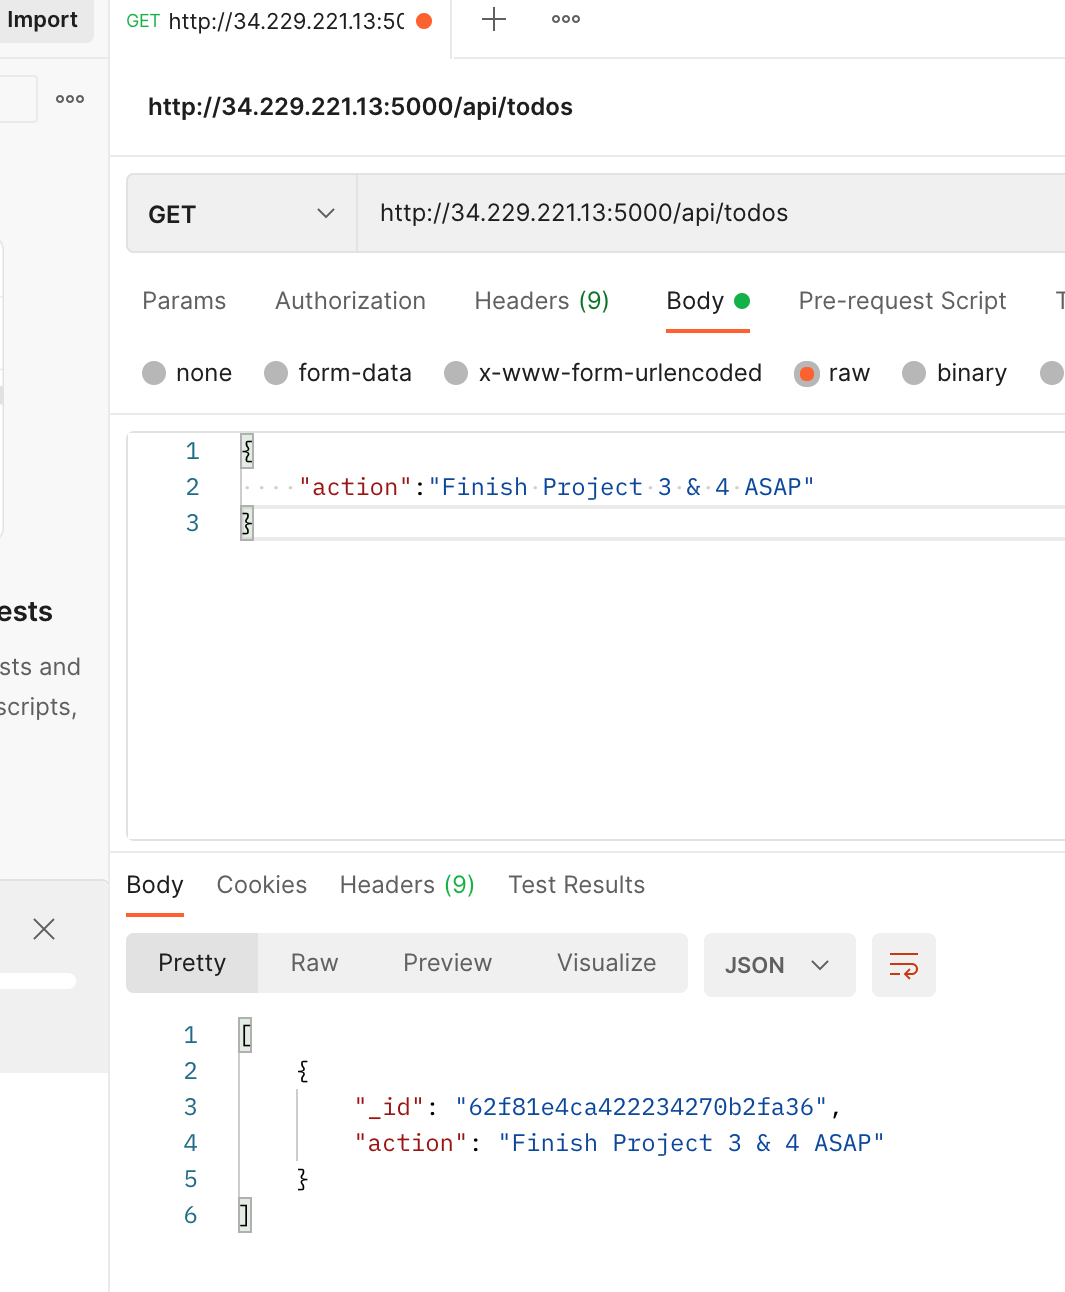 Import
GET http://34.229.221.13:50
http://34.229.221.13:5000/api/todos
GET http://34.229.221.13:5000/api/todos
Params Authorization Headers (9) Body Pre-request Script T
none form-data x-www-form-urlencoded raw binary
1 {
2 "action":"Finish Project 3 & 4 ASAP"
3 }
ests
sts and
scripts,
Body Cookies Headers (9) Test Results
Pretty Raw Preview Visualize JSON
1 [
2 {
3 "_id": "62f81e4ca422234270b2fa36",
4 "action": "Finish Project 3 & 4 ASAP"
5 }
6 ]